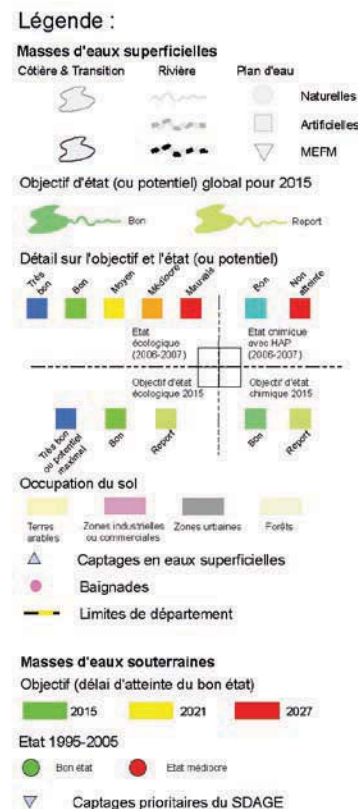 Légende :
Masses d'eaux superficielles
Côtière & Transition Rivière Plan d'eau
Naturelles
Artificielles
MEFM
Objectif d'état (ou potentiel) global pour 2015
Bon Report
Détail sur l'objectif et l'état (ou potentiel)
Très bon Bon Moyen Médiocre Mauvais Bon Non atteinte
Etat écologique (2006-2007) Etat chimique avec HAP (2006-2007)
Objectif d'état écologique 2015 Objectif d'état chimique 2015
Très bon ou potentiel maximal Bon Report Bon Report
Occupation du sol
Terres arables Zones industrielles ou commerciales Zones urbaines Forêts
Captages en eaux superficielles
Baignades
Limites de département
Masses d'eaux souterraines
Objectif (délai d'atteinte du bon état)
2015 2021 2027
Etat 1995-2005
Bon état Etat médiocre
Captages prioritaires du SDAGE